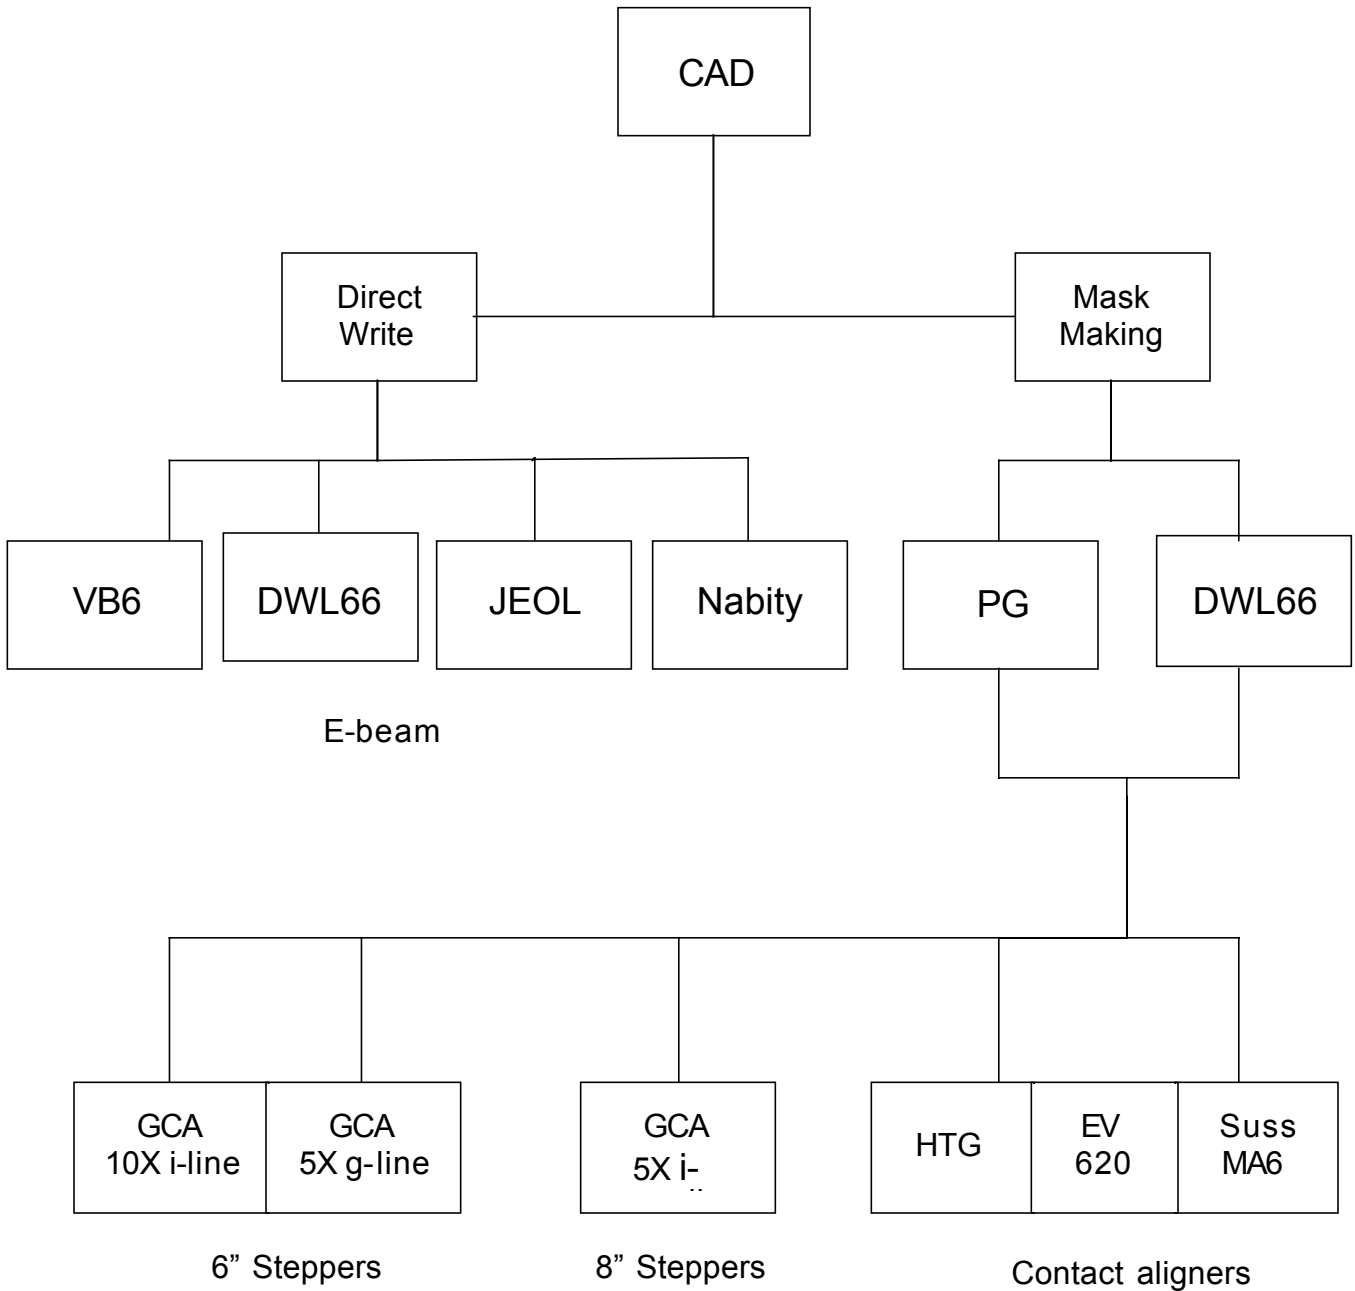 CAD
Direct
Write
Mask
Making
VB6
DWL66
JEOL
Nabity
PG
DWL66
E-beam
GCA
10X i-line
GCA
5X g-line
GCA
5X i-
HTG
EV
620
Suss
MA6
6” Steppers
8” Steppers
Contact aligners